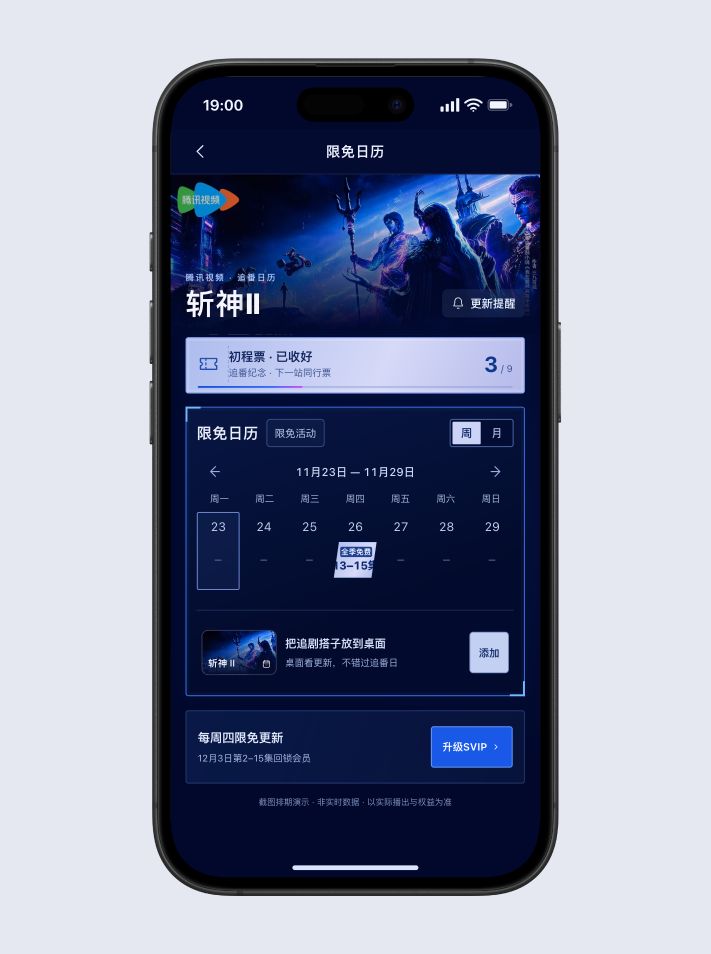 19:00
限免日历
腾讯视频
腾讯视频 · 追番日历
斩神Ⅱ
更新提醒
初程票 · 已收好
追番纪念 · 下一站同行票
3 / 9
限免日历
限免活动
周
月
11月23日 — 11月29日
周一 周二 周三 周四 周五 周六 周日
23 24 25 26 27 28 29
全季免费
– – – 13–15集 – – –
把追剧搭子放到桌面
斩神Ⅱ
桌面看更新，不错过追番日
添加
每周四限免更新
12月3日第2–15集回锁会员
升级SVIP
截图排期演示 · 非实时数据 · 以实际播出与权益为准